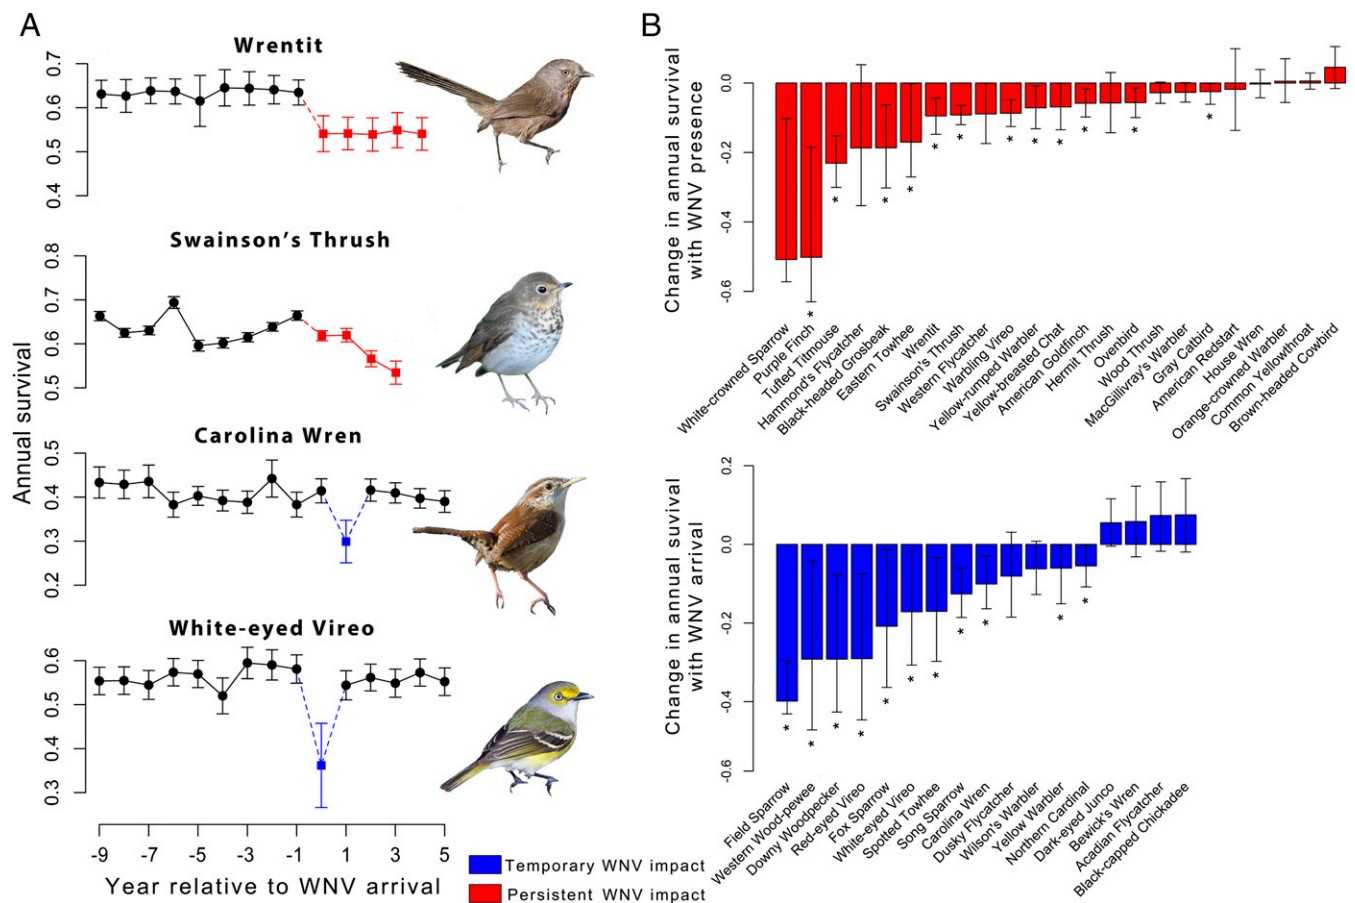 A
Wrentit
0.7
0.6
0.5
0.4
Swainson's Thrush
0.8
0.7
0.6
0.5
Annual survival
Carolina Wren
0.5
0.4
0.3
0.2
White-eyed Vireo
0.6
0.5
0.4
0.3
-9 -7 -5 -3 -1 1 3 5
Year relative to WNV arrival
Temporary WNV impact
Persistent WNV impact
B
Change in annual survival
with WNV presence
0.0
-0.2
-0.4
-0.6
* * * * * * * * * * * * *
White-crowned Sparrow
Purple Finch
Tufted Titmouse
Hammond's Flycatcher
Black-headed Grosbeak
Eastern Towhee
Wrentit
Swainson's Thrush
Western Flycatcher
Warbling Vireo
Yellow-rumped Warbler
Yellow-breasted Chat
American Goldfinch
Hermit Thrush
Ovenbird
Wood Thrush
MacGillivray's Warbler
Gray Catbird
American Redstart
House Wren
Orange-crowned Warbler
Common Yellowthroat
Brown-headed Cowbird
Change in annual suvival
with WNV arrival
0.2
0.0
-0.2
-0.4
-0.6
* * * * * * * * * * *
Field Sparrow
Western Wood-pewee
Downy Woodpecker
Red-eyed Vireo
Fox Sparrow
White-eyed Vireo
Spotted Towhee
Song Sparrow
Carolina Wren
Dusky Flycatcher
Wilson's Warbler
Yellow Warbler
Northern Cardinal
Dark-eyed Junco
Bewick's Wren
Acadian Flycatcher
Black-capped Chickadee